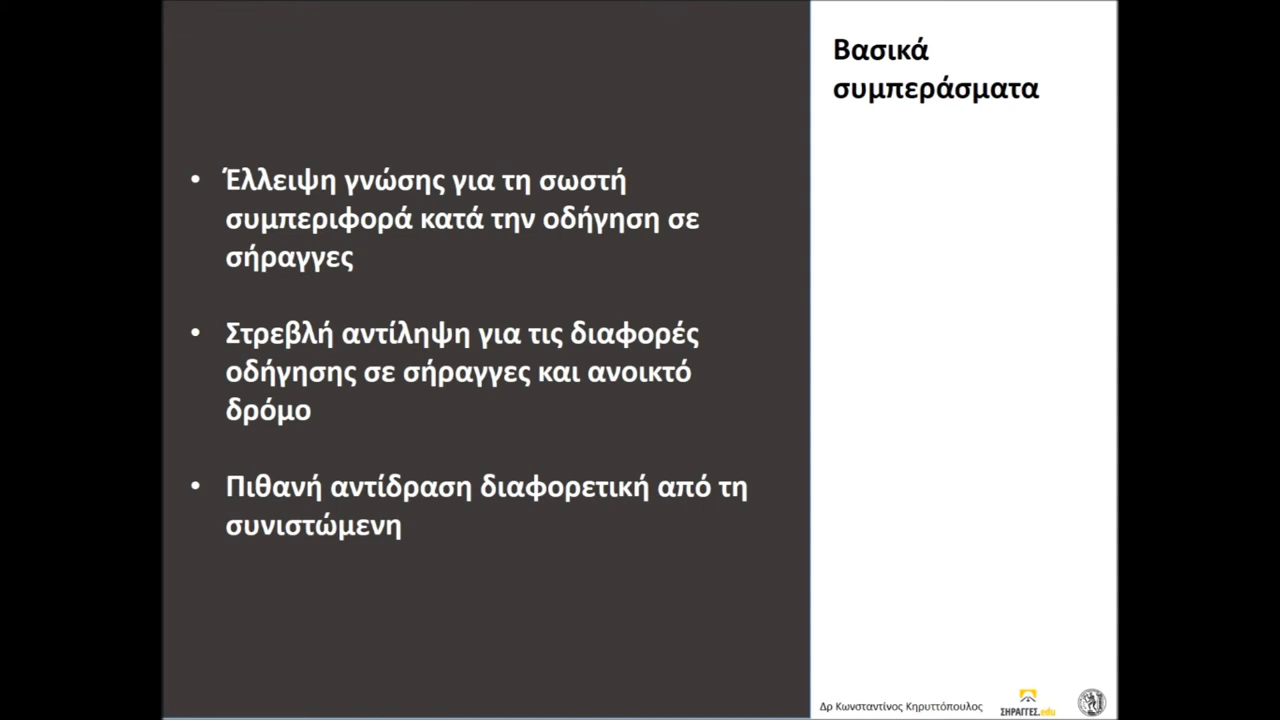 Βασικά
συμπεράσματα
• Έλλειψη γνώσης για τη σωστή
συμπεριφορά κατά την οδήγηση σε
σήραγγες
• Στρεβλή αντίληψη για τις διαφορές
οδήγησης σε σήραγγες και ανοικτό
δρόμο
• Πιθανή αντίδραση διαφορετική από τη
συνιστώμενη
Δρ Κωνσταντίνος Κηρυττόπουλος
ΣΗΡΑΓΓΕΣ.edu